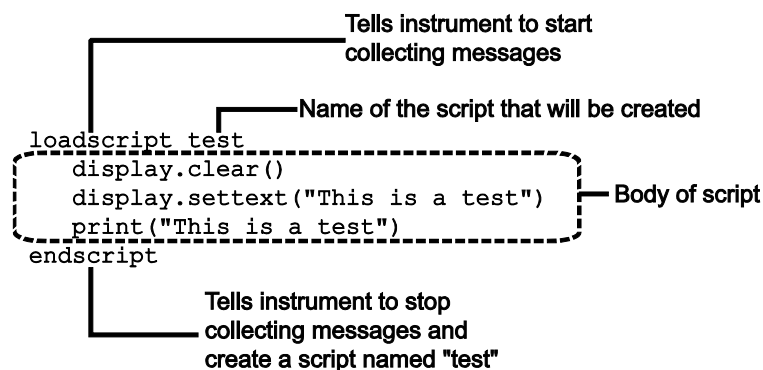 Tells instrument to start
collecting messages
Name of the script that will be created
loadscript test
display.clear()
display.settext("This is a test")
print("This is a test")
Body of script
endscript
Tells instrument to stop
collecting messages and
create a script named "test"